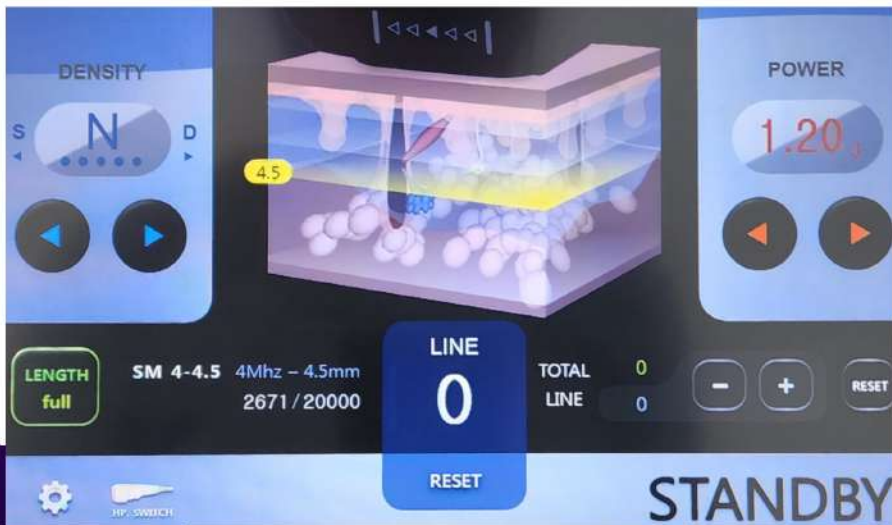 DENSITY
S N D
4.5
POWER
1.20 J
LENGTH
full
SM 4-4.5 4Mhz – 4.5mm
2671/20000
LINE
0
RESET
TOTAL 0
LINE 0
− +
RESET
HP. SWITCH
STANDBY